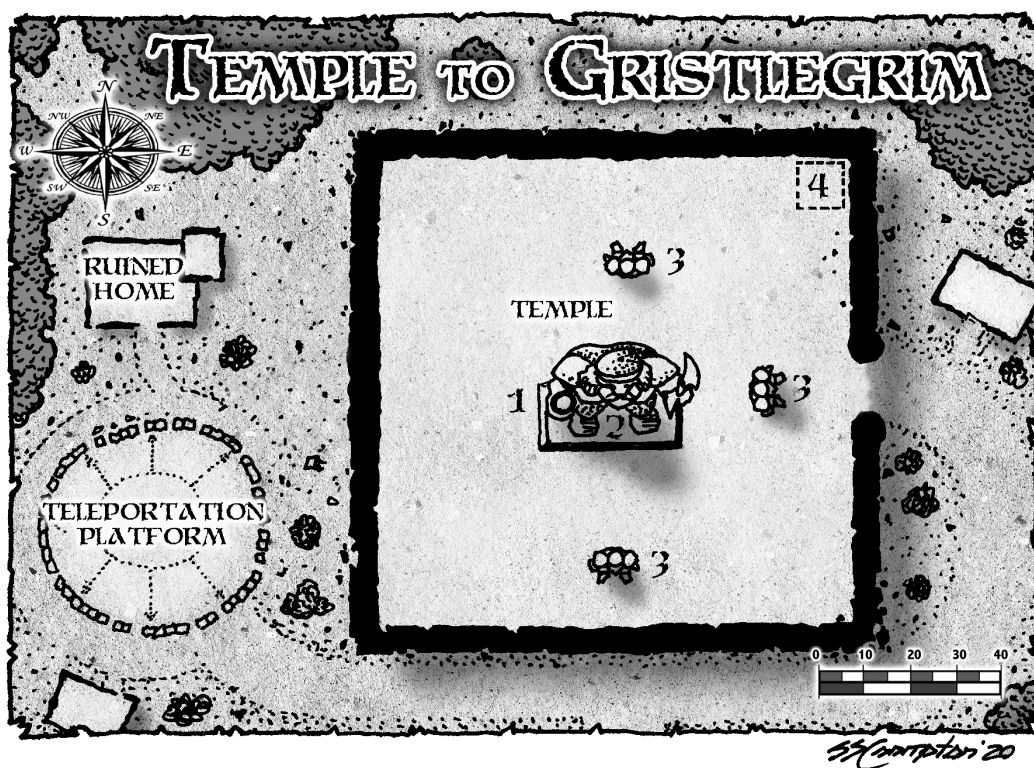 TEMPLE TO GRISTLEGRIM
N
NW NE
W E
SW SE
S
4
RUINED
HOME
3
TEMPLE
1
3
2
TELEPORTATION
PLATFORM
3
0 10 20 30 40
SSCrompton '20